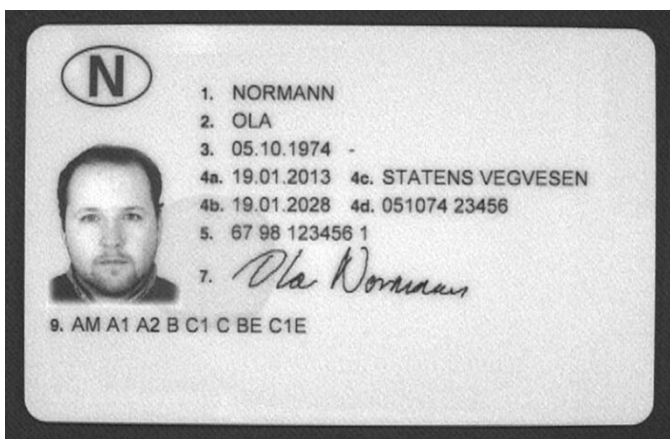 N
1. NORMANN
2. OLA
3. 05.10.1974 -
4a. 19.01.2013 4c. STATENS VEGVESEN
4b. 19.01.2028 4d. 051074 23456
5. 67 98 123456 1
7. Ola Normann
9. AM A1 A2 B C1 C BE C1E